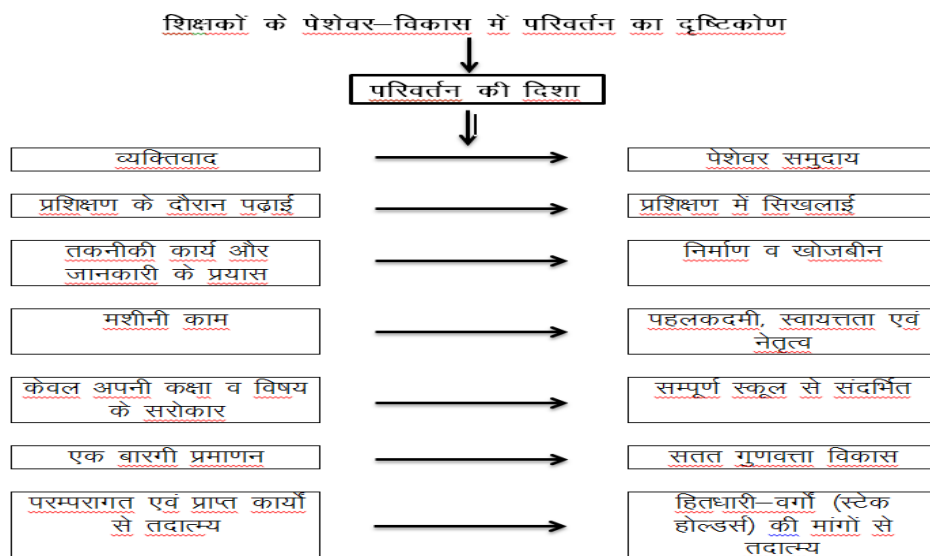 शिक्षकों के पेशेवर–विकास में परिवर्तन का दृष्टिकोण
परिवर्तन की दिशा
व्यक्तिवाद
पेशेवर समुदाय
प्रशिक्षण के दौरान पढ़ाई
प्रशिक्षण में सिखलाई
तकनीकी कार्य और
जानकारी के प्रयास
निर्माण व खोजबीन
मशीनी काम
पहलकदमी, स्वायत्तता एवं
नेतृत्व
केवल अपनी कक्षा व विषय
के सरोकार
सम्पूर्ण स्कूल से संदर्भित
एक बारगी प्रमाणन
सतत गुणवत्ता विकास
परम्परागत एवं प्राप्त कार्यों
से तदात्म्य
हितधारी–वर्गों (स्टेक
होल्डर्स) की मांगों से
तदात्म्य